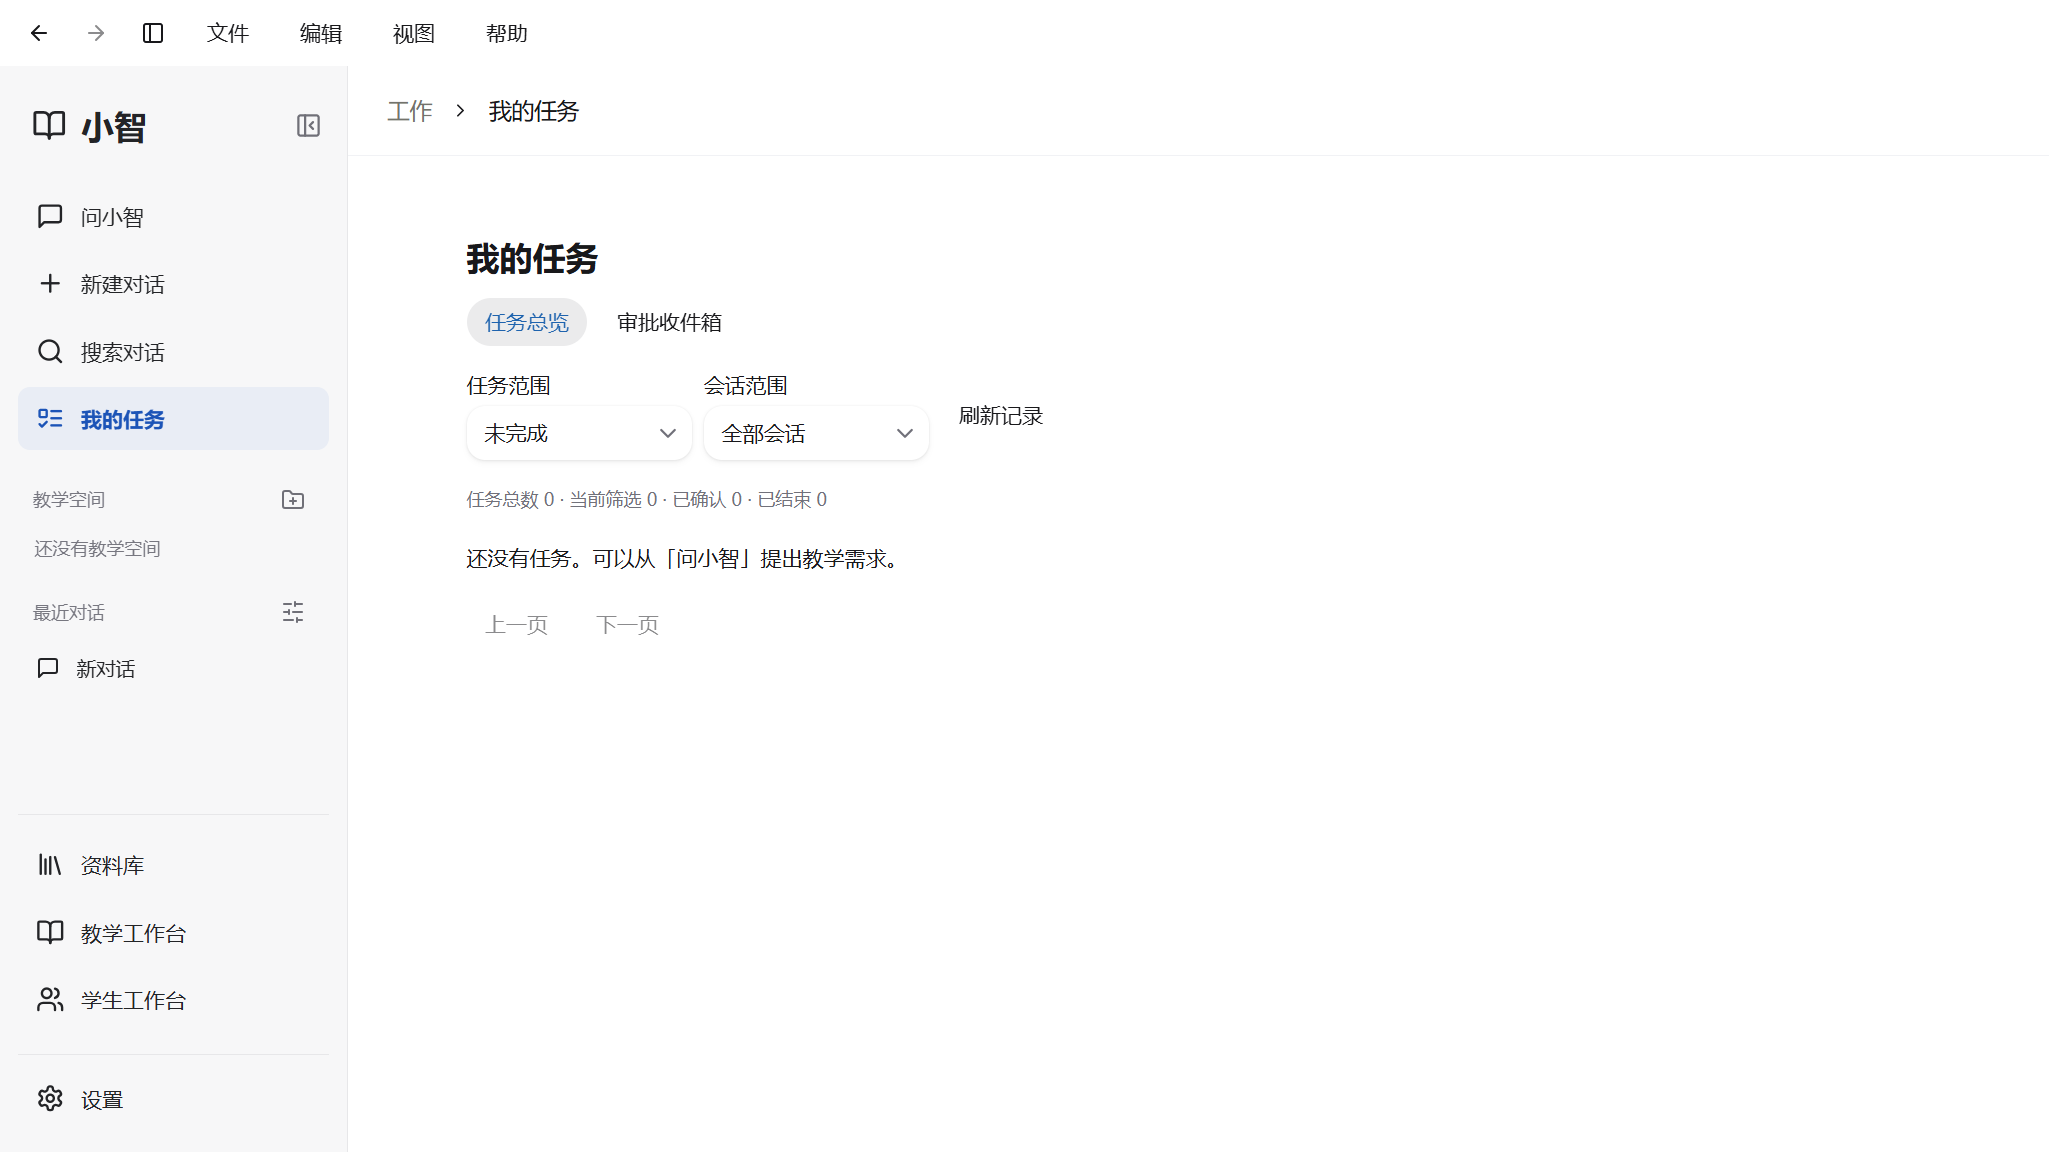 文件 编辑 视图 帮助
小智
问小智
新建对话
搜索对话
我的任务
教学空间
还没有教学空间
最近对话
新对话
资料库
教学工作台
学生工作台
设置
工作 > 我的任务
我的任务
任务总览 审批收件箱
任务范围 会话范围
未完成 全部会话 刷新记录
任务总数 0 · 当前筛选 0 · 已确认 0 · 已结束 0
还没有任务。可以从「问小智」提出教学需求。
上一页 下一页